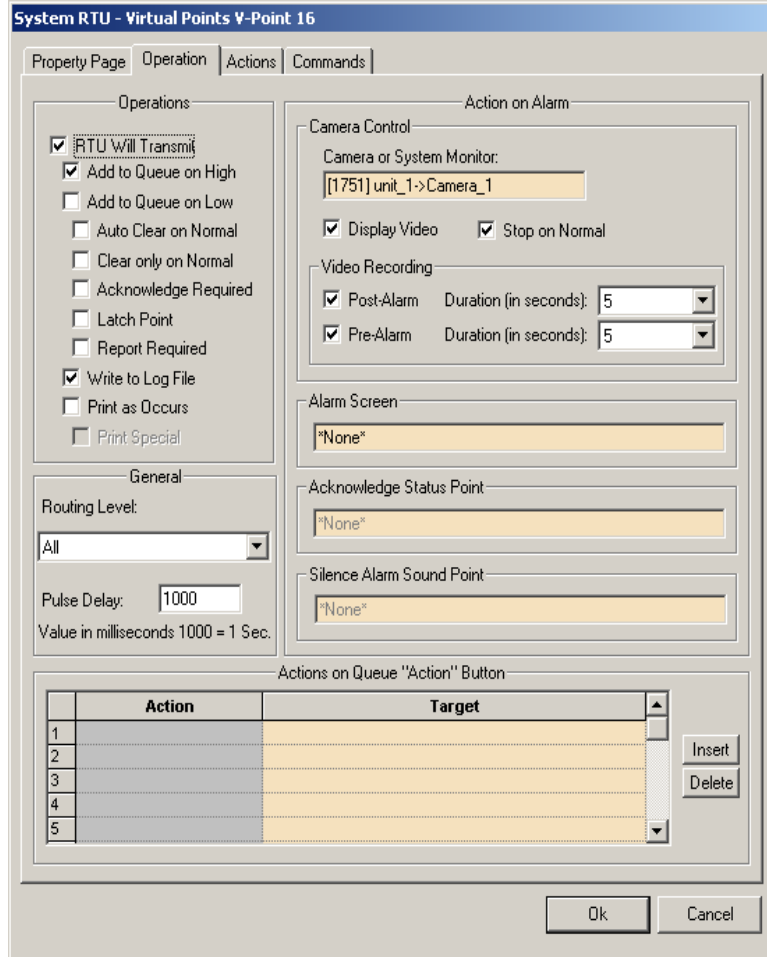 System RTU - Virtual Points V-Point 16
Property Page Operation Actions Commands
Operations
RTU Will Transmit
Add to Queue on High
Add to Queue on Low
Auto Clear on Normal
Clear only on Normal
Acknowledge Required
Latch Point
Report Required
Write to Log File
Print as Occurs
Print Special
General
Routing Level:
All
Pulse Delay: 1000
Value in milliseconds 1000 = 1 Sec.
Action on Alarm
Camera Control
Camera or System Monitor:
[1751] unit_1->Camera_1
Display Video Stop on Normal
Video Recording
Post-Alarm Duration (in seconds): 5
Pre-Alarm Duration (in seconds): 5
Alarm Screen
*None*
Acknowledge Status Point
*None*
Silence Alarm Sound Point
*None*
Actions on Queue "Action" Button
Action Target
1
2
3
4
5
Insert
Delete
Ok Cancel